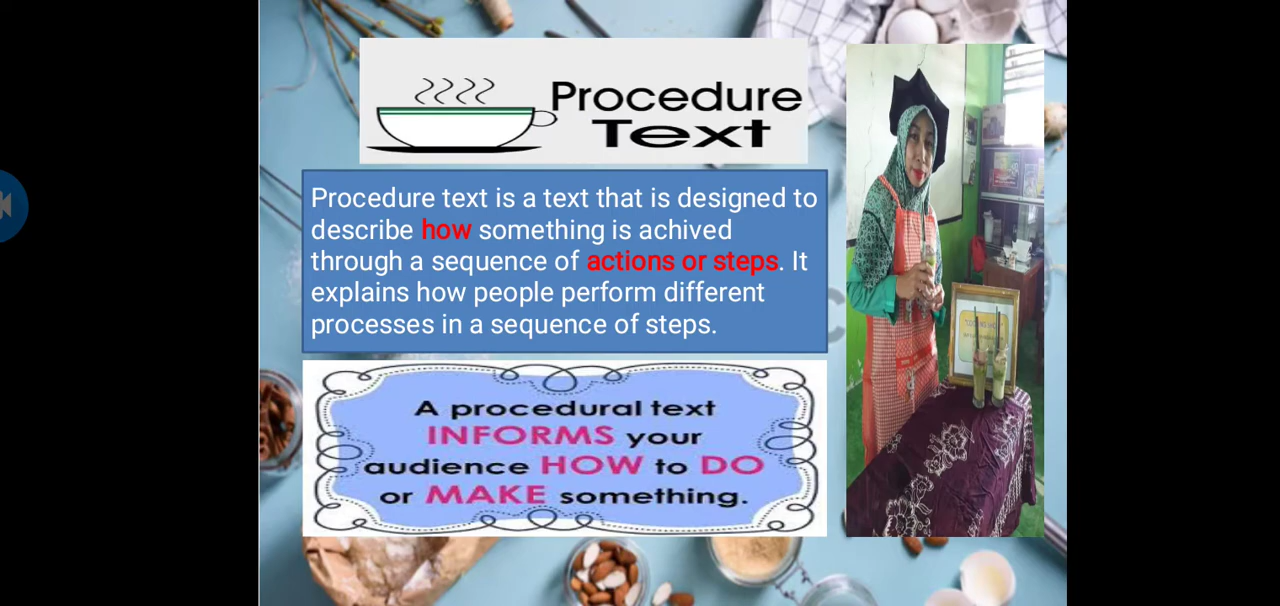 Procedure
Text
Procedure text is a text that is designed to
describe how something is achived
through a sequence of actions or steps. It
explains how people perform different
processes in a sequence of steps.
A procedural text
INFORMS your
audience HOW to DO
or MAKE something.